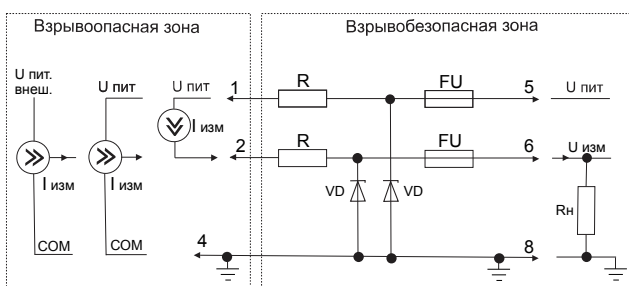 Взрывоопасная зона
Взрывобезопасная зона
U пит.
внеш.
U пит
U пит
1
R
FU
5
U пит
I изм
2
R
FU
6
U изм
I изм
I изм
VD
VD
Rн
COM
COM
4
8